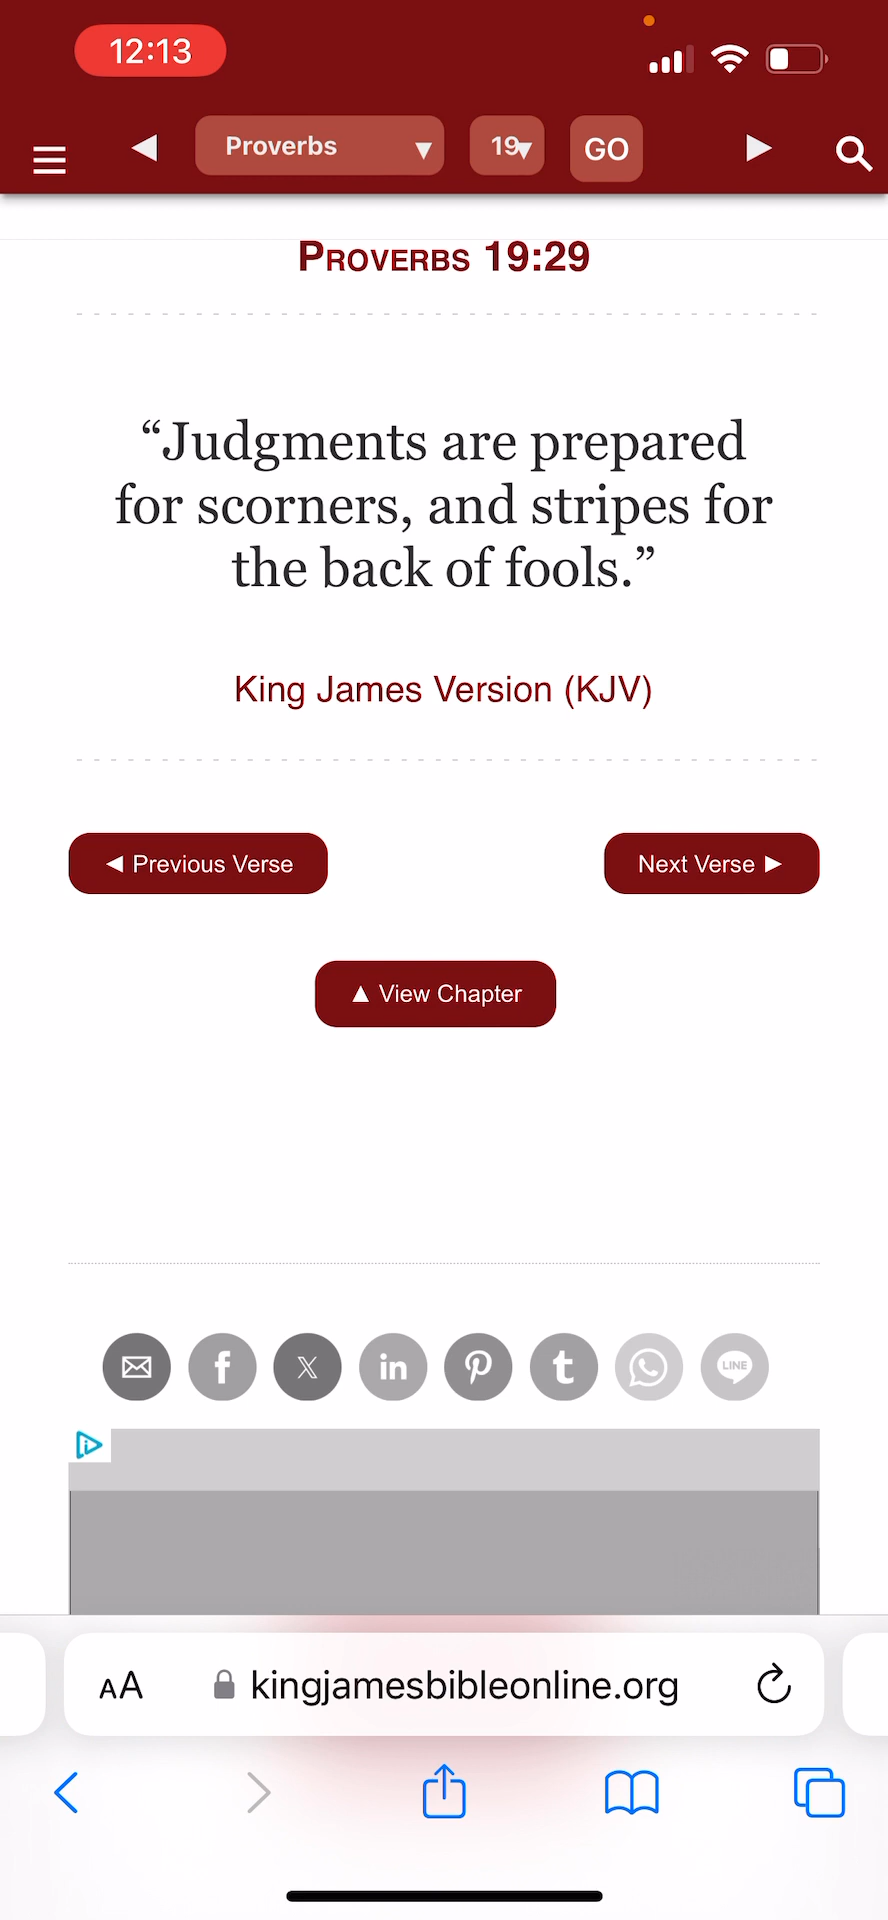 12:13
Proverbs 19 GO
PROVERBS 19:29
“Judgments are prepared
for scorners, and stripes for
the back of fools.”
King James Version (KJV)
◀ Previous Verse
Next Verse ▶
▲ View Chapter
f X in P t LINE
AA kingjamesbibleonline.org